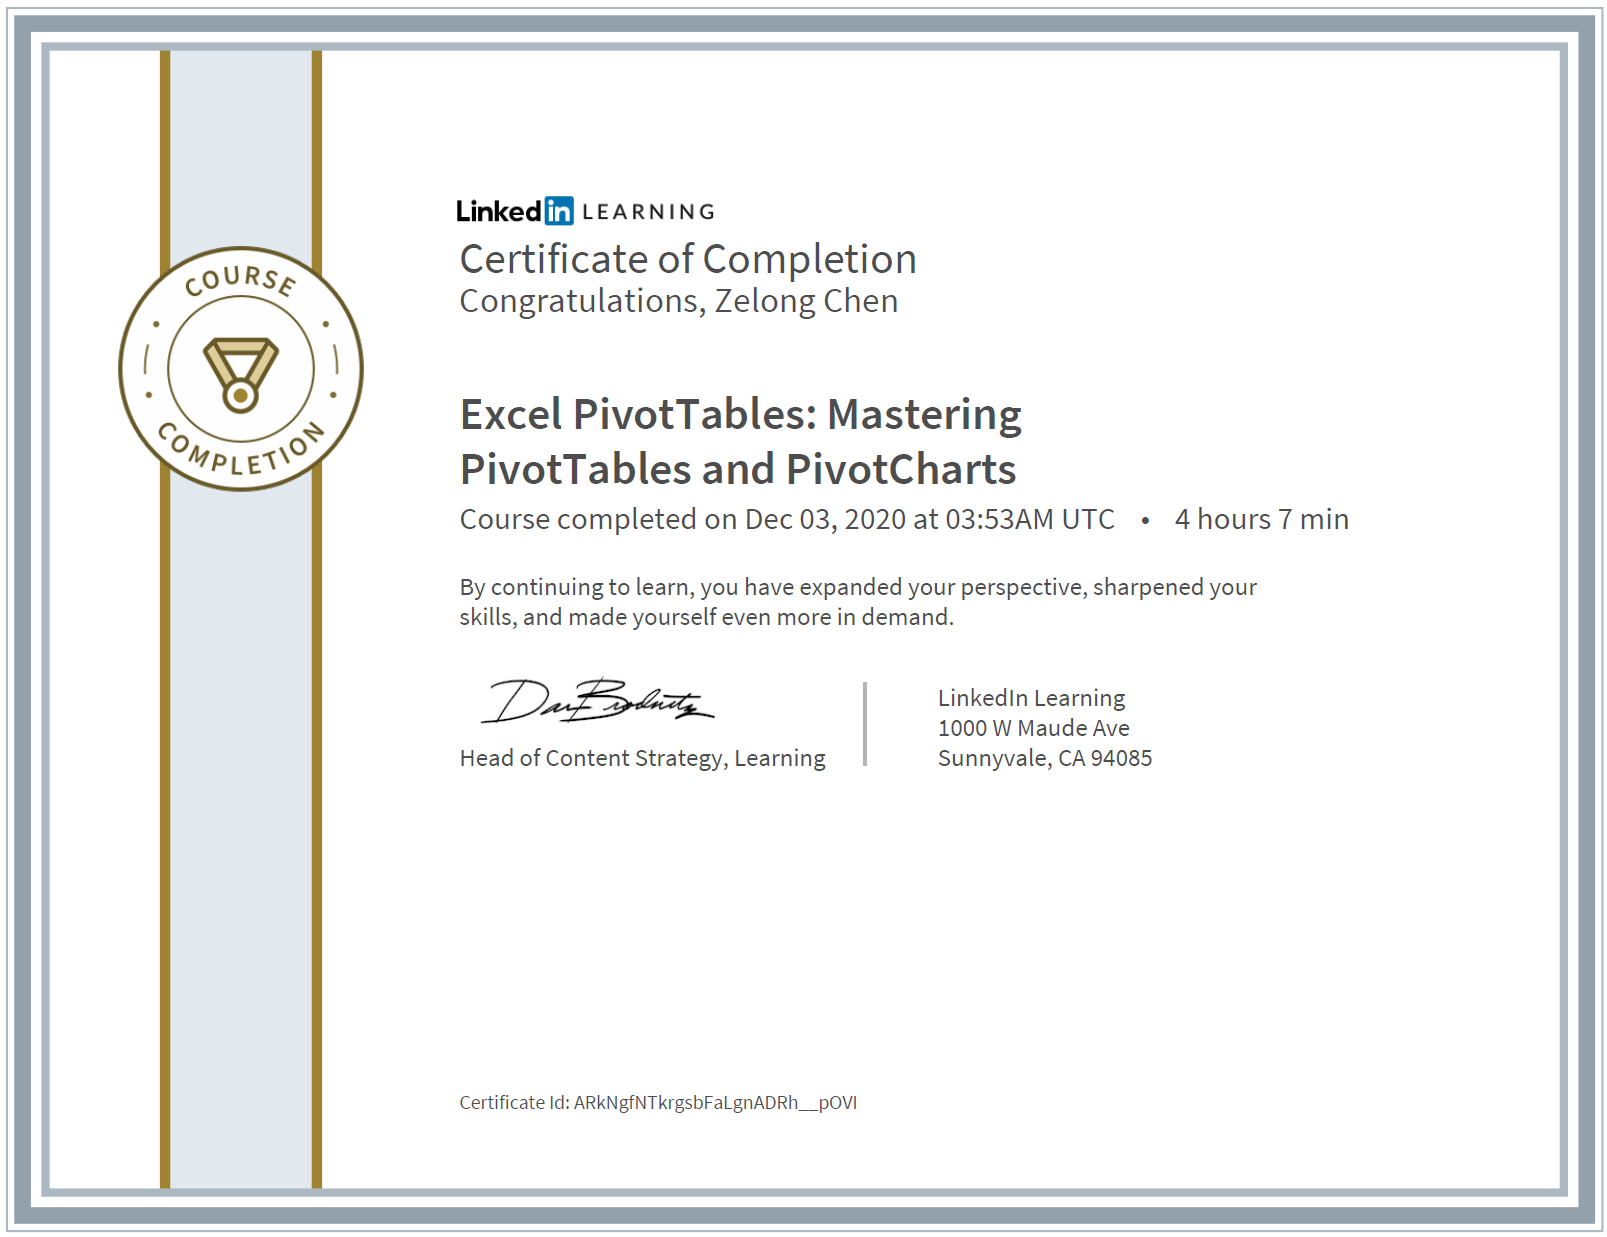 COURSE
COMPLETION
Linked in LEARNING
Certificate of Completion
Congratulations, Zelong Chen
Excel PivotTables: Mastering
PivotTables and PivotCharts
Course completed on Dec 03, 2020 at 03:53AM UTC • 4 hours 7 min
By continuing to learn, you have expanded your perspective, sharpened your
skills, and made yourself even more in demand.
Dan Brodnitz
Head of Content Strategy, Learning
LinkedIn Learning
1000 W Maude Ave
Sunnyvale, CA 94085
Certificate Id: ARkNgfNTkrgsbFaLgnADRh__pOVI